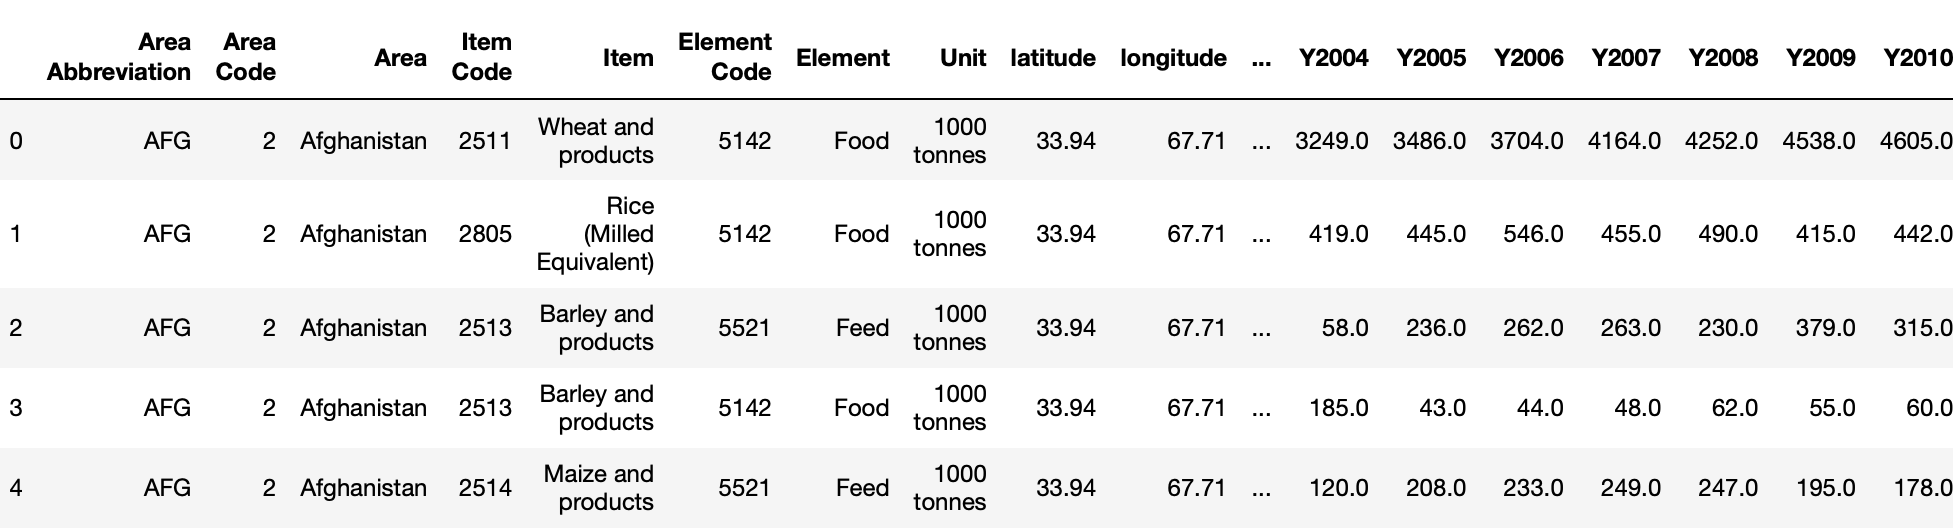 Area Abbreviation Area Code Area Item Code Item Element Code Element Unit latitude longitude ... Y2004 Y2005 Y2006 Y2007 Y2008 Y2009 Y2010
0 AFG 2 Afghanistan 2511 Wheat and products 5142 Food 1000 tonnes 33.94 67.71 ... 3249.0 3486.0 3704.0 4164.0 4252.0 4538.0 4605.0
1 AFG 2 Afghanistan 2805 Rice (Milled Equivalent) 5142 Food 1000 tonnes 33.94 67.71 ... 419.0 445.0 546.0 455.0 490.0 415.0 442.0
2 AFG 2 Afghanistan 2513 Barley and products 5521 Feed 1000 tonnes 33.94 67.71 ... 58.0 236.0 262.0 263.0 230.0 379.0 315.0
3 AFG 2 Afghanistan 2513 Barley and products 5142 Food 1000 tonnes 33.94 67.71 ... 185.0 43.0 44.0 48.0 62.0 55.0 60.0
4 AFG 2 Afghanistan 2514 Maize and products 5521 Feed 1000 tonnes 33.94 67.71 ... 120.0 208.0 233.0 249.0 247.0 195.0 178.0